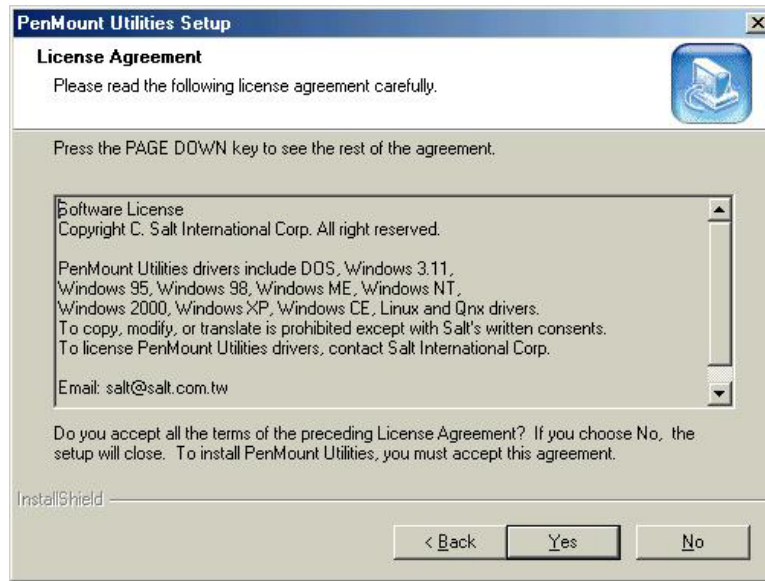 PenMount Utilities Setup
License Agreement
Please read the following license agreement carefully.
Press the PAGE DOWN key to see the rest of the agreement.
Software License
Copyright C. Salt International Corp. All right reserved.
PenMount Utilities drivers include DOS, Windows 3.11,
Windows 95, Windows 98, Windows ME, Windows NT,
Windows 2000, Windows XP, Windows CE, Linux and Qnx drivers.
To copy, modify, or translate is prohibited except with Salt's written consents.
To license PenMount Utilities drivers, contact Salt International Corp.
Email: salt@salt.com.tw
Do you accept all the terms of the preceding License Agreement? If you choose No, the
setup will close. To install PenMount Utilities, you must accept this agreement.
InstallShield
< Back
Yes
No